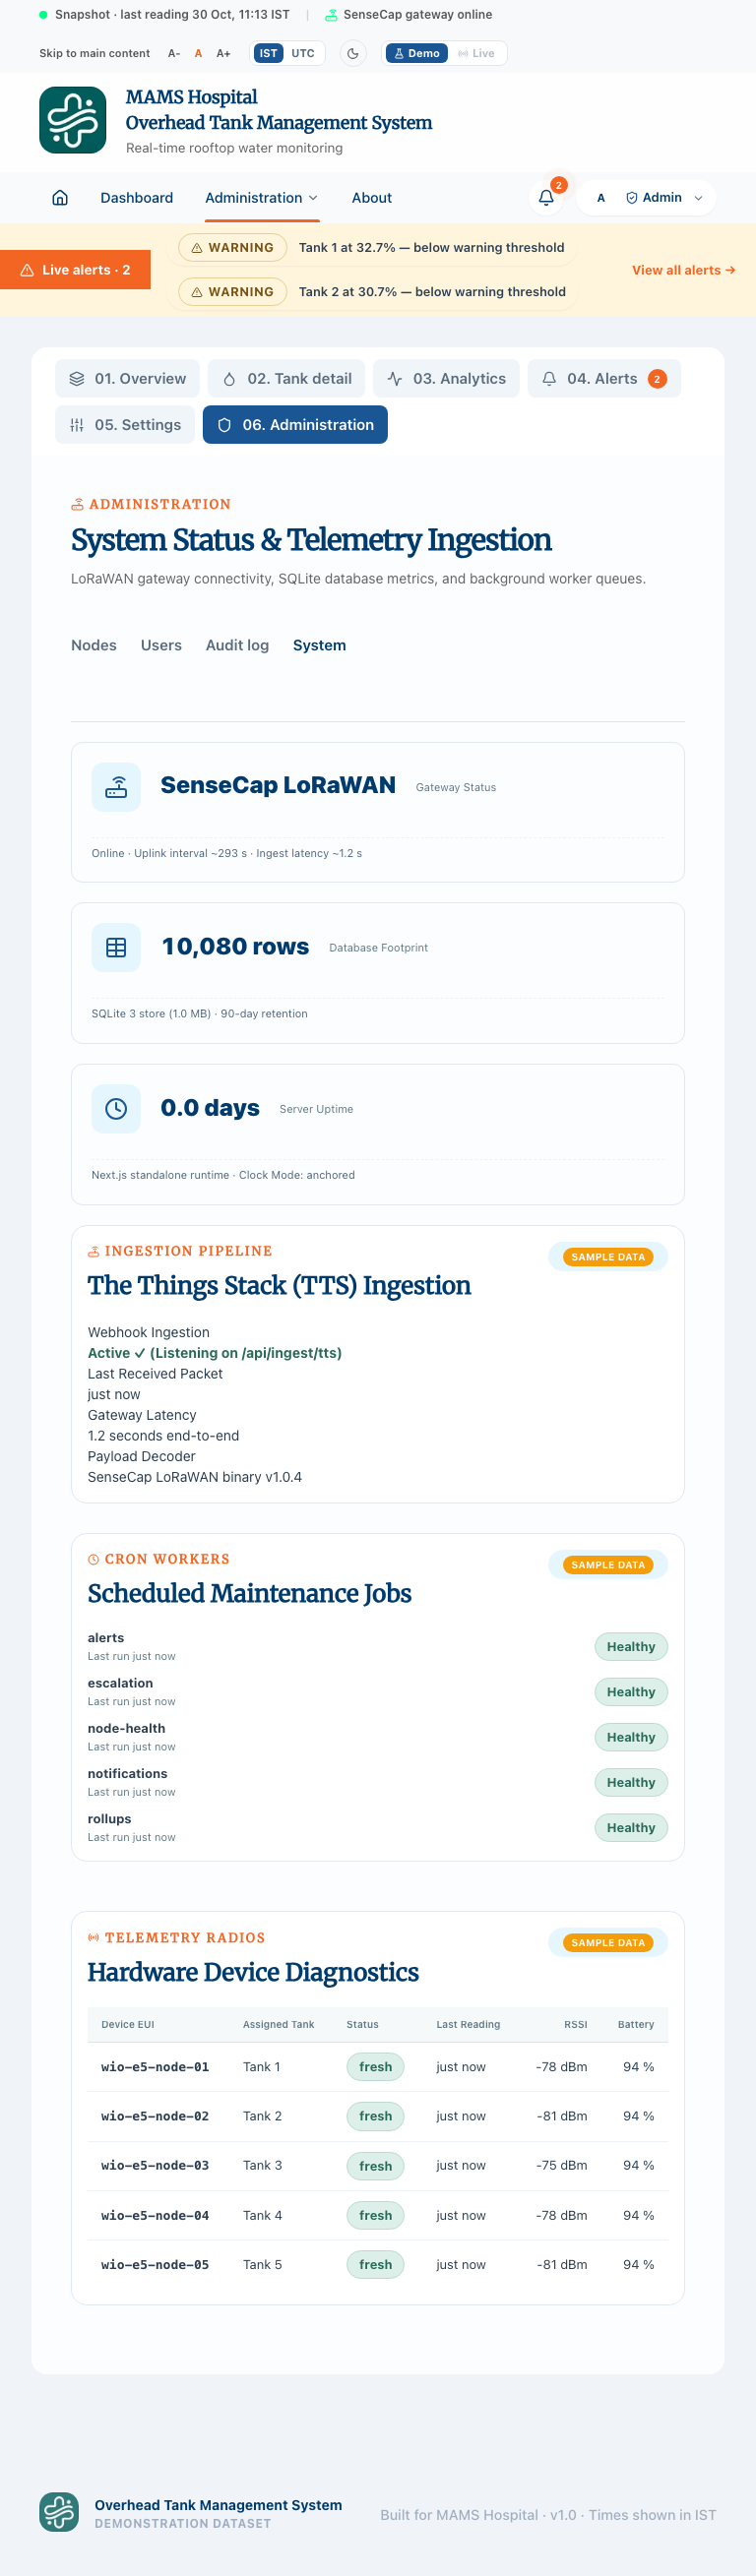 Snapshot · last reading 30 Oct, 11:13 IST | SenseCap gateway online
Skip to main content A- A A+ IST UTC Demo Live
MAMS Hospital
Overhead Tank Management System
Real-time rooftop water monitoring
Dashboard Administration About 2 A Admin
Live alerts · 2
WARNING Tank 1 at 32.7% — below warning threshold
WARNING Tank 2 at 30.7% — below warning threshold
View all alerts →
01. Overview 02. Tank detail 03. Analytics 04. Alerts 2
05. Settings 06. Administration
ADMINISTRATION
System Status & Telemetry Ingestion
LoRaWAN gateway connectivity, SQLite database metrics, and background worker queues.
Nodes Users Audit log System
SenseCap LoRaWAN Gateway Status
Online · Uplink interval ~293 s · Ingest latency ~1.2 s
10,080 rows Database Footprint
SQLite 3 store (1.0 MB) · 90-day retention
0.0 days Server Uptime
Next.js standalone runtime · Clock Mode: anchored
INGESTION PIPELINE SAMPLE DATA
The Things Stack (TTS) Ingestion
Webhook Ingestion
Active ✓ (Listening on /api/ingest/tts)
Last Received Packet
just now
Gateway Latency
1.2 seconds end-to-end
Payload Decoder
SenseCap LoRaWAN binary v1.0.4
CRON WORKERS SAMPLE DATA
Scheduled Maintenance Jobs
alerts
Last run just now
Healthy
escalation
Last run just now
Healthy
node-health
Last run just now
Healthy
notifications
Last run just now
Healthy
rollups
Last run just now
Healthy
TELEMETRY RADIOS SAMPLE DATA
Hardware Device Diagnostics
Device EUI Assigned Tank Status Last Reading RSSI Battery
wio-e5-node-01 Tank 1 fresh just now -78 dBm 94 %
wio-e5-node-02 Tank 2 fresh just now -81 dBm 94 %
wio-e5-node-03 Tank 3 fresh just now -75 dBm 94 %
wio-e5-node-04 Tank 4 fresh just now -78 dBm 94 %
wio-e5-node-05 Tank 5 fresh just now -81 dBm 94 %
Overhead Tank Management System
DEMONSTRATION DATASET
Built for MAMS Hospital · v1.0 · Times shown in IST